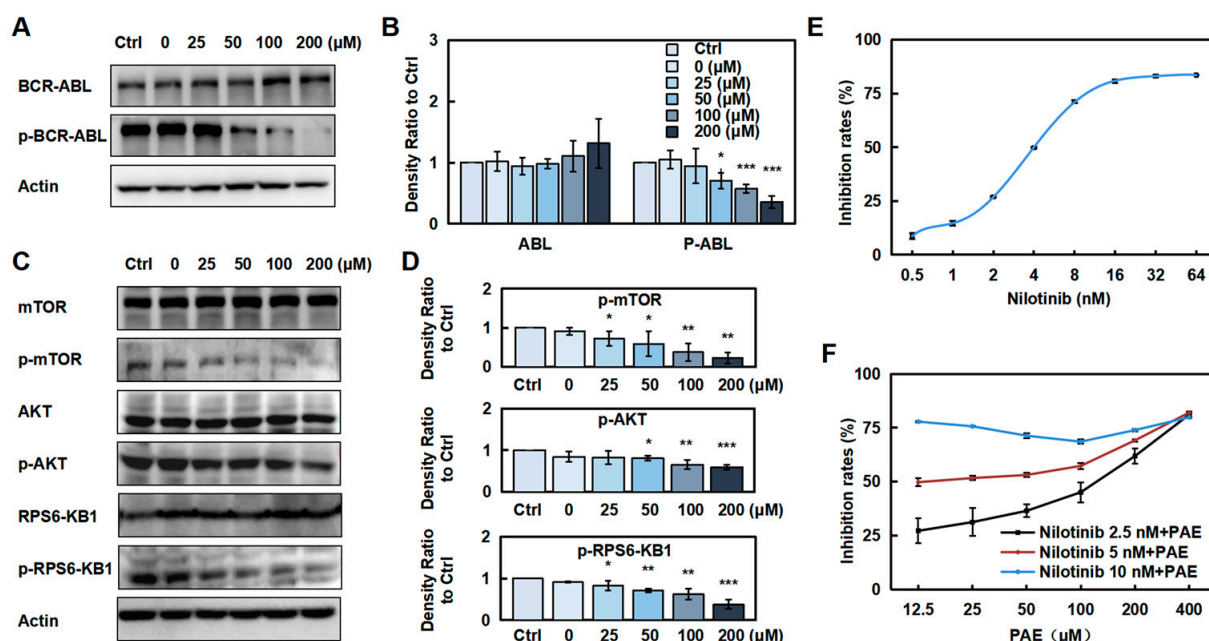 A
Ctrl 0 25 50 100 200 (μM)
BCR-ABL
p-BCR-ABL
Actin
B
Density Ratio to Ctrl
3
2
1
0
Ctrl
0 (μM)
25 (μM)
50 (μM)
100 (μM)
200 (μM)
* *** ***
ABL P-ABL
C
Ctrl 0 25 50 100 200 (μM)
mTOR
p-mTOR
AKT
p-AKT
RPS6-KB1
p-RPS6-KB1
Actin
D
Density Ratio to Ctrl
2
1
0
p-mTOR
* * ** **
Ctrl 0 25 50 100 200 (μM)
Density Ratio to Ctrl
2
1
0
p-AKT
* ** ***
Ctrl 0 25 50 100 200 (μM)
Density Ratio to Ctrl
2
1
0
p-RPS6-KB1
* ** ** ***
Ctrl 0 25 50 100 200 (μM)
E
Inhibition rates (%)
100
75
50
25
0
0.5 1 2 4 8 16 32 64
Nilotinib (nM)
F
Inhibition rates (%)
100
75
50
25
0
Nilotinib 2.5 nM+PAE
Nilotinib 5 nM+PAE
Nilotinib 10 nM+PAE
12.5 25 50 100 200 400
PAE（μM）